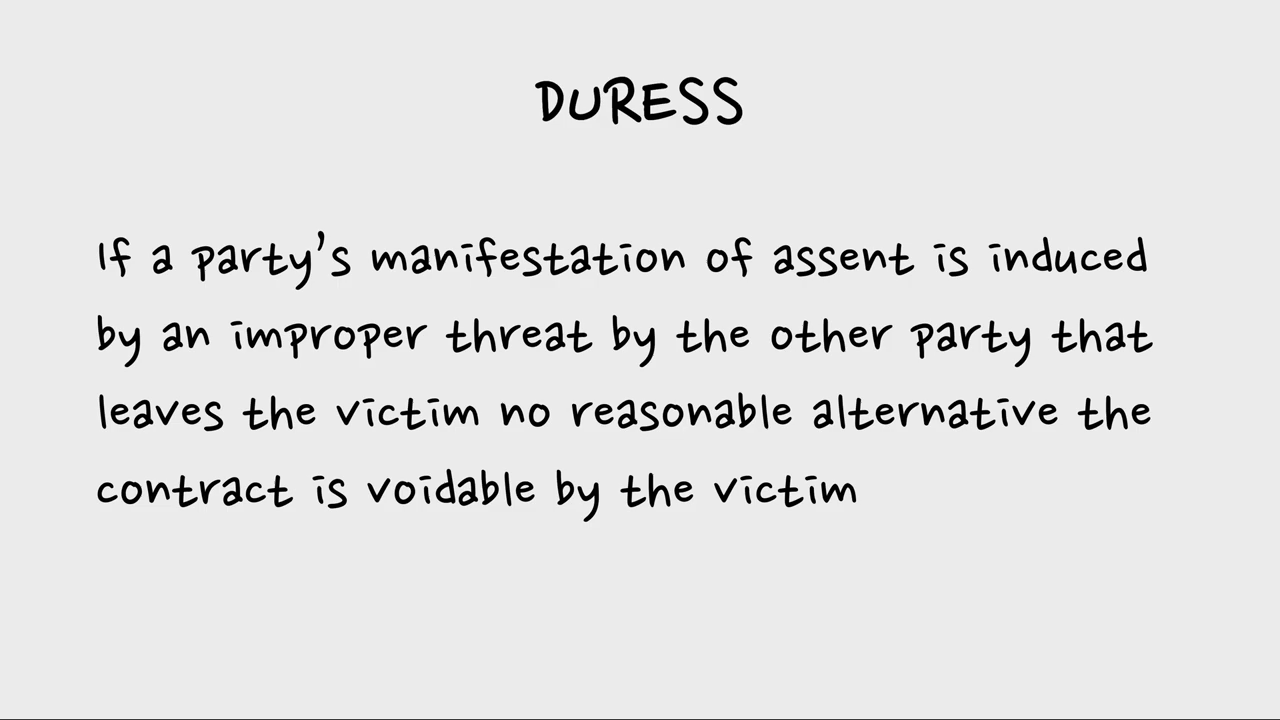 DURESS
If a party's manifestation of assent is induced
by an improper threat by the other party that
leaves the victim no reasonable alternative the
contract is voidable by the victim